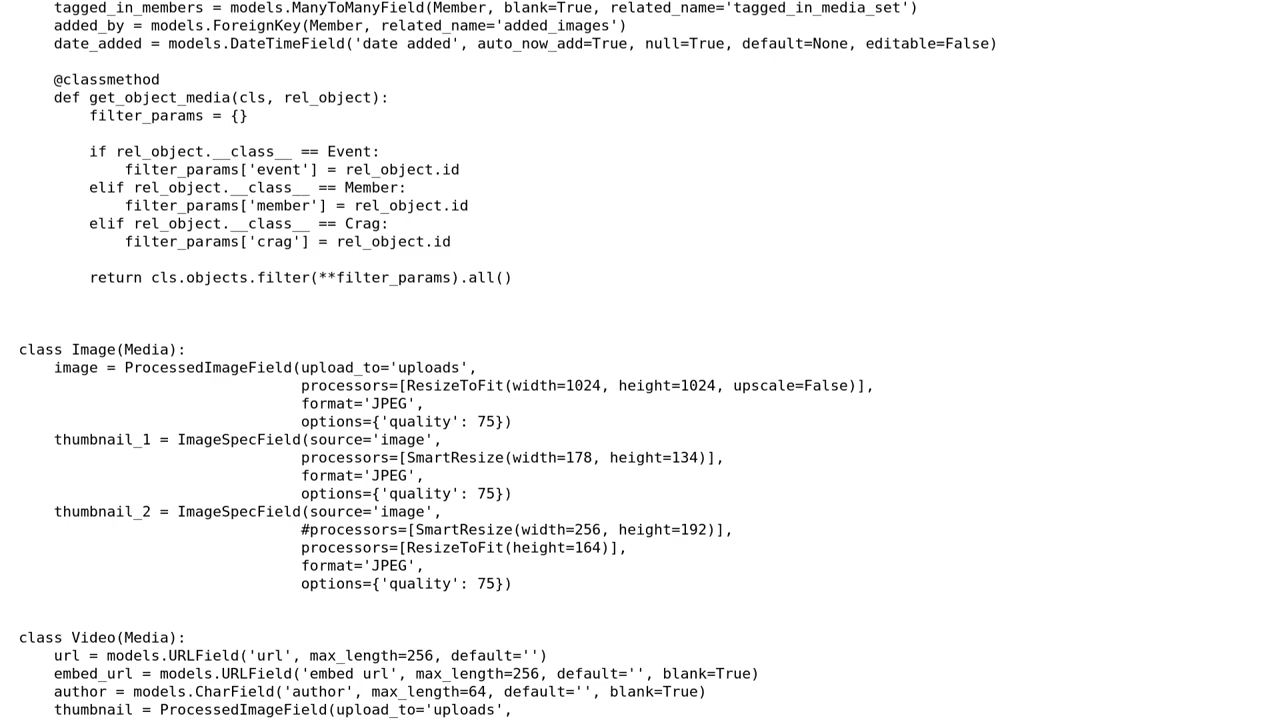 tagged_in_members = models.ManyToManyField(Member, blank=True, related_name='tagged_in_media_set')
    added_by = models.ForeignKey(Member, related_name='added_images')
    date_added = models.DateTimeField('date added', auto_now_add=True, null=True, default=None, editable=False)

    @classmethod
    def get_object_media(cls, rel_object):
        filter_params = {}

        if rel_object.__class__ == Event:
            filter_params['event'] = rel_object.id
        elif rel_object.__class__ == Member:
            filter_params['member'] = rel_object.id
        elif rel_object.__class__ == Crag:
            filter_params['crag'] = rel_object.id

        return cls.objects.filter(**filter_params).all()


class Image(Media):
    image = ProcessedImageField(upload_to='uploads',
                                processors=[ResizeToFit(width=1024, height=1024, upscale=False)],
                                format='JPEG',
                                options={'quality': 75})
    thumbnail_1 = ImageSpecField(source='image',
                                processors=[SmartResize(width=178, height=134)],
                                format='JPEG',
                                options={'quality': 75})
    thumbnail_2 = ImageSpecField(source='image',
                                #processors=[SmartResize(width=256, height=192)],
                                processors=[ResizeToFit(height=164)],
                                format='JPEG',
                                options={'quality': 75})


class Video(Media):
    url = models.URLField('url', max_length=256, default='')
    embed_url = models.URLField('embed url', max_length=256, default='', blank=True)
    author = models.CharField('author', max_length=64, default='', blank=True)
    thumbnail = ProcessedImageField(upload_to='uploads',